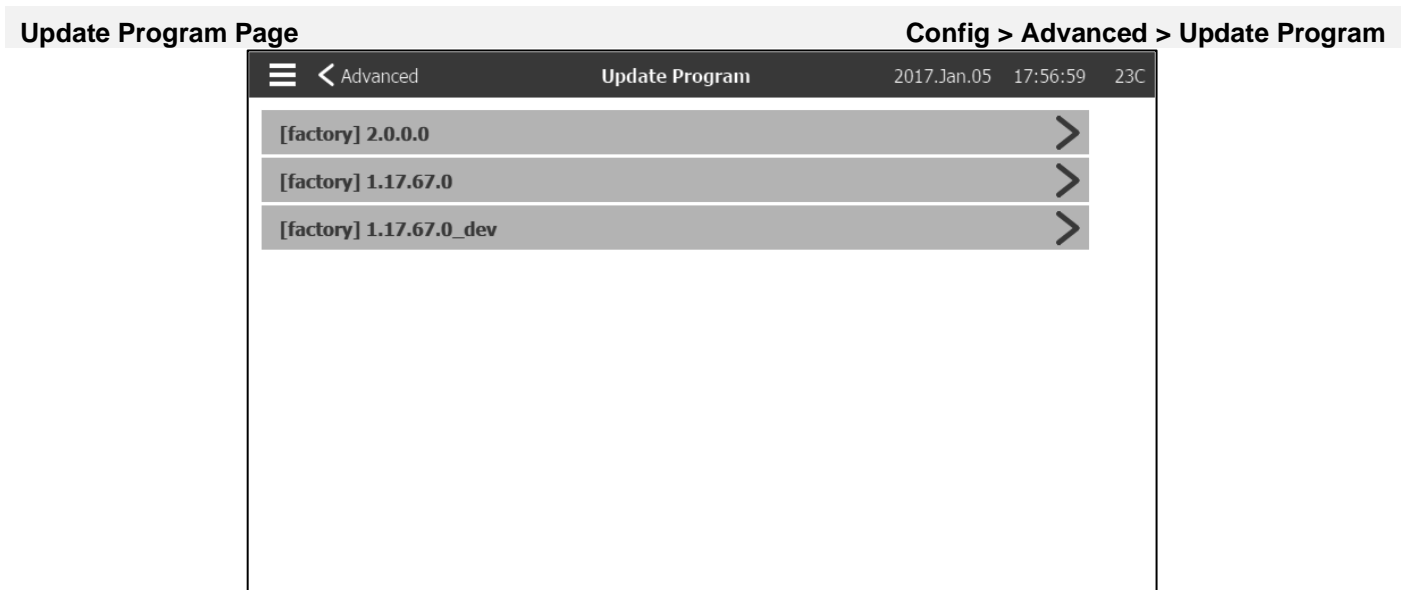 Update Program Page Config > Advanced > Update Program
Advanced Update Program 2017.Jan.05 17:56:59 23C
[factory] 2.0.0.0
[factory] 1.17.67.0
[factory] 1.17.67.0_dev